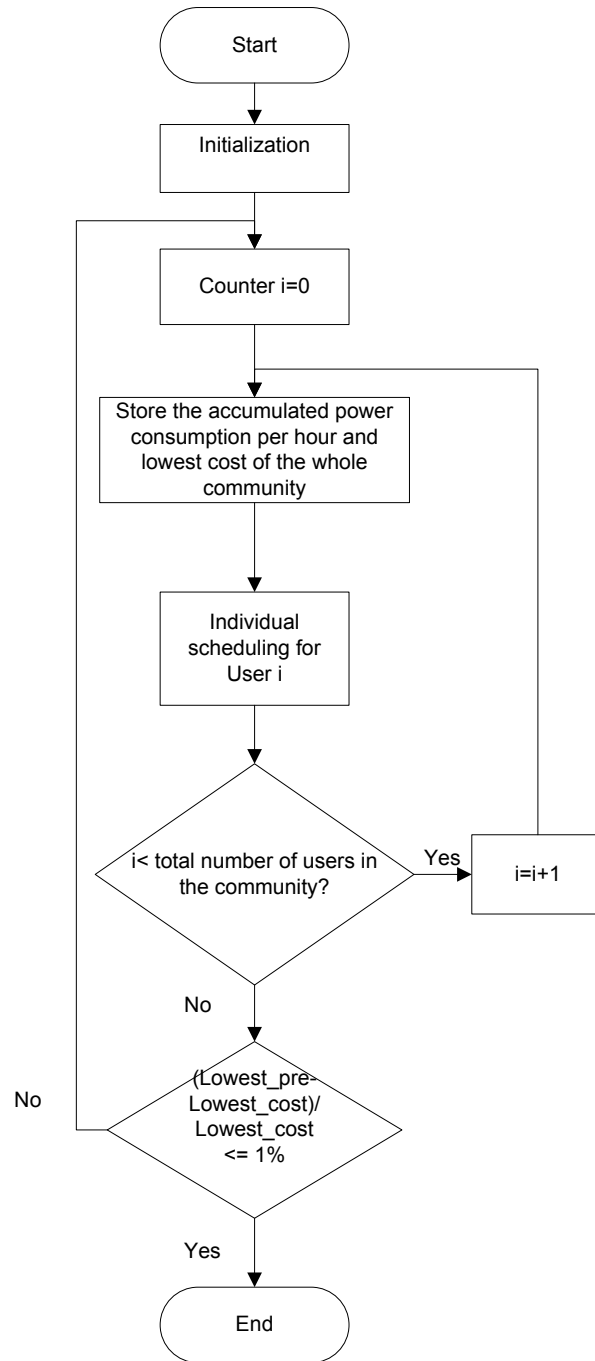 Start
Initialization
Counter i=0
Store the accumulated power
consumption per hour and
lowest cost of the whole
community
Individual
scheduling for
User i
i< total number of users in
the community?
Yes
i=i+1
No
(Lowest_pre-
Lowest_cost)/
Lowest_cost
<= 1%
No
Yes
End